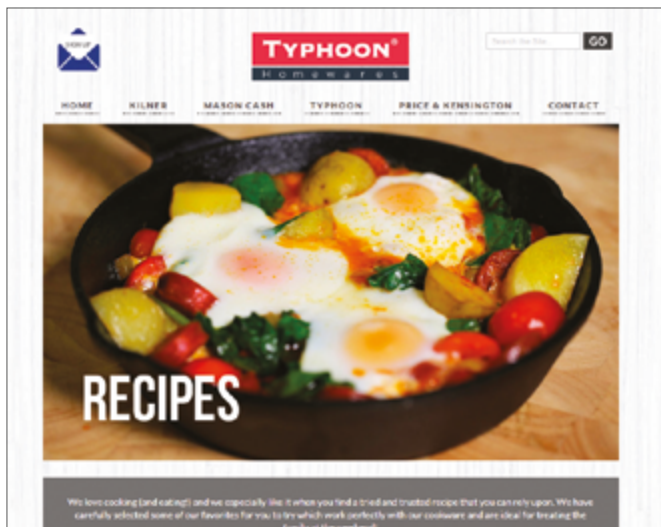 SIGN UP
TYPHOON®
Homewares
Search the Site...
GO
HOME KILNER MASON CASH TYPHOON PRICE & KENSINGTON CONTACT
RECIPES
We love cooking (and eating!) and we especially like it when you find a tried and trusted recipe that you can rely upon. We have
carefully selected some of our favorites for you to try which work perfectly with our cookware and are ideal for treating the